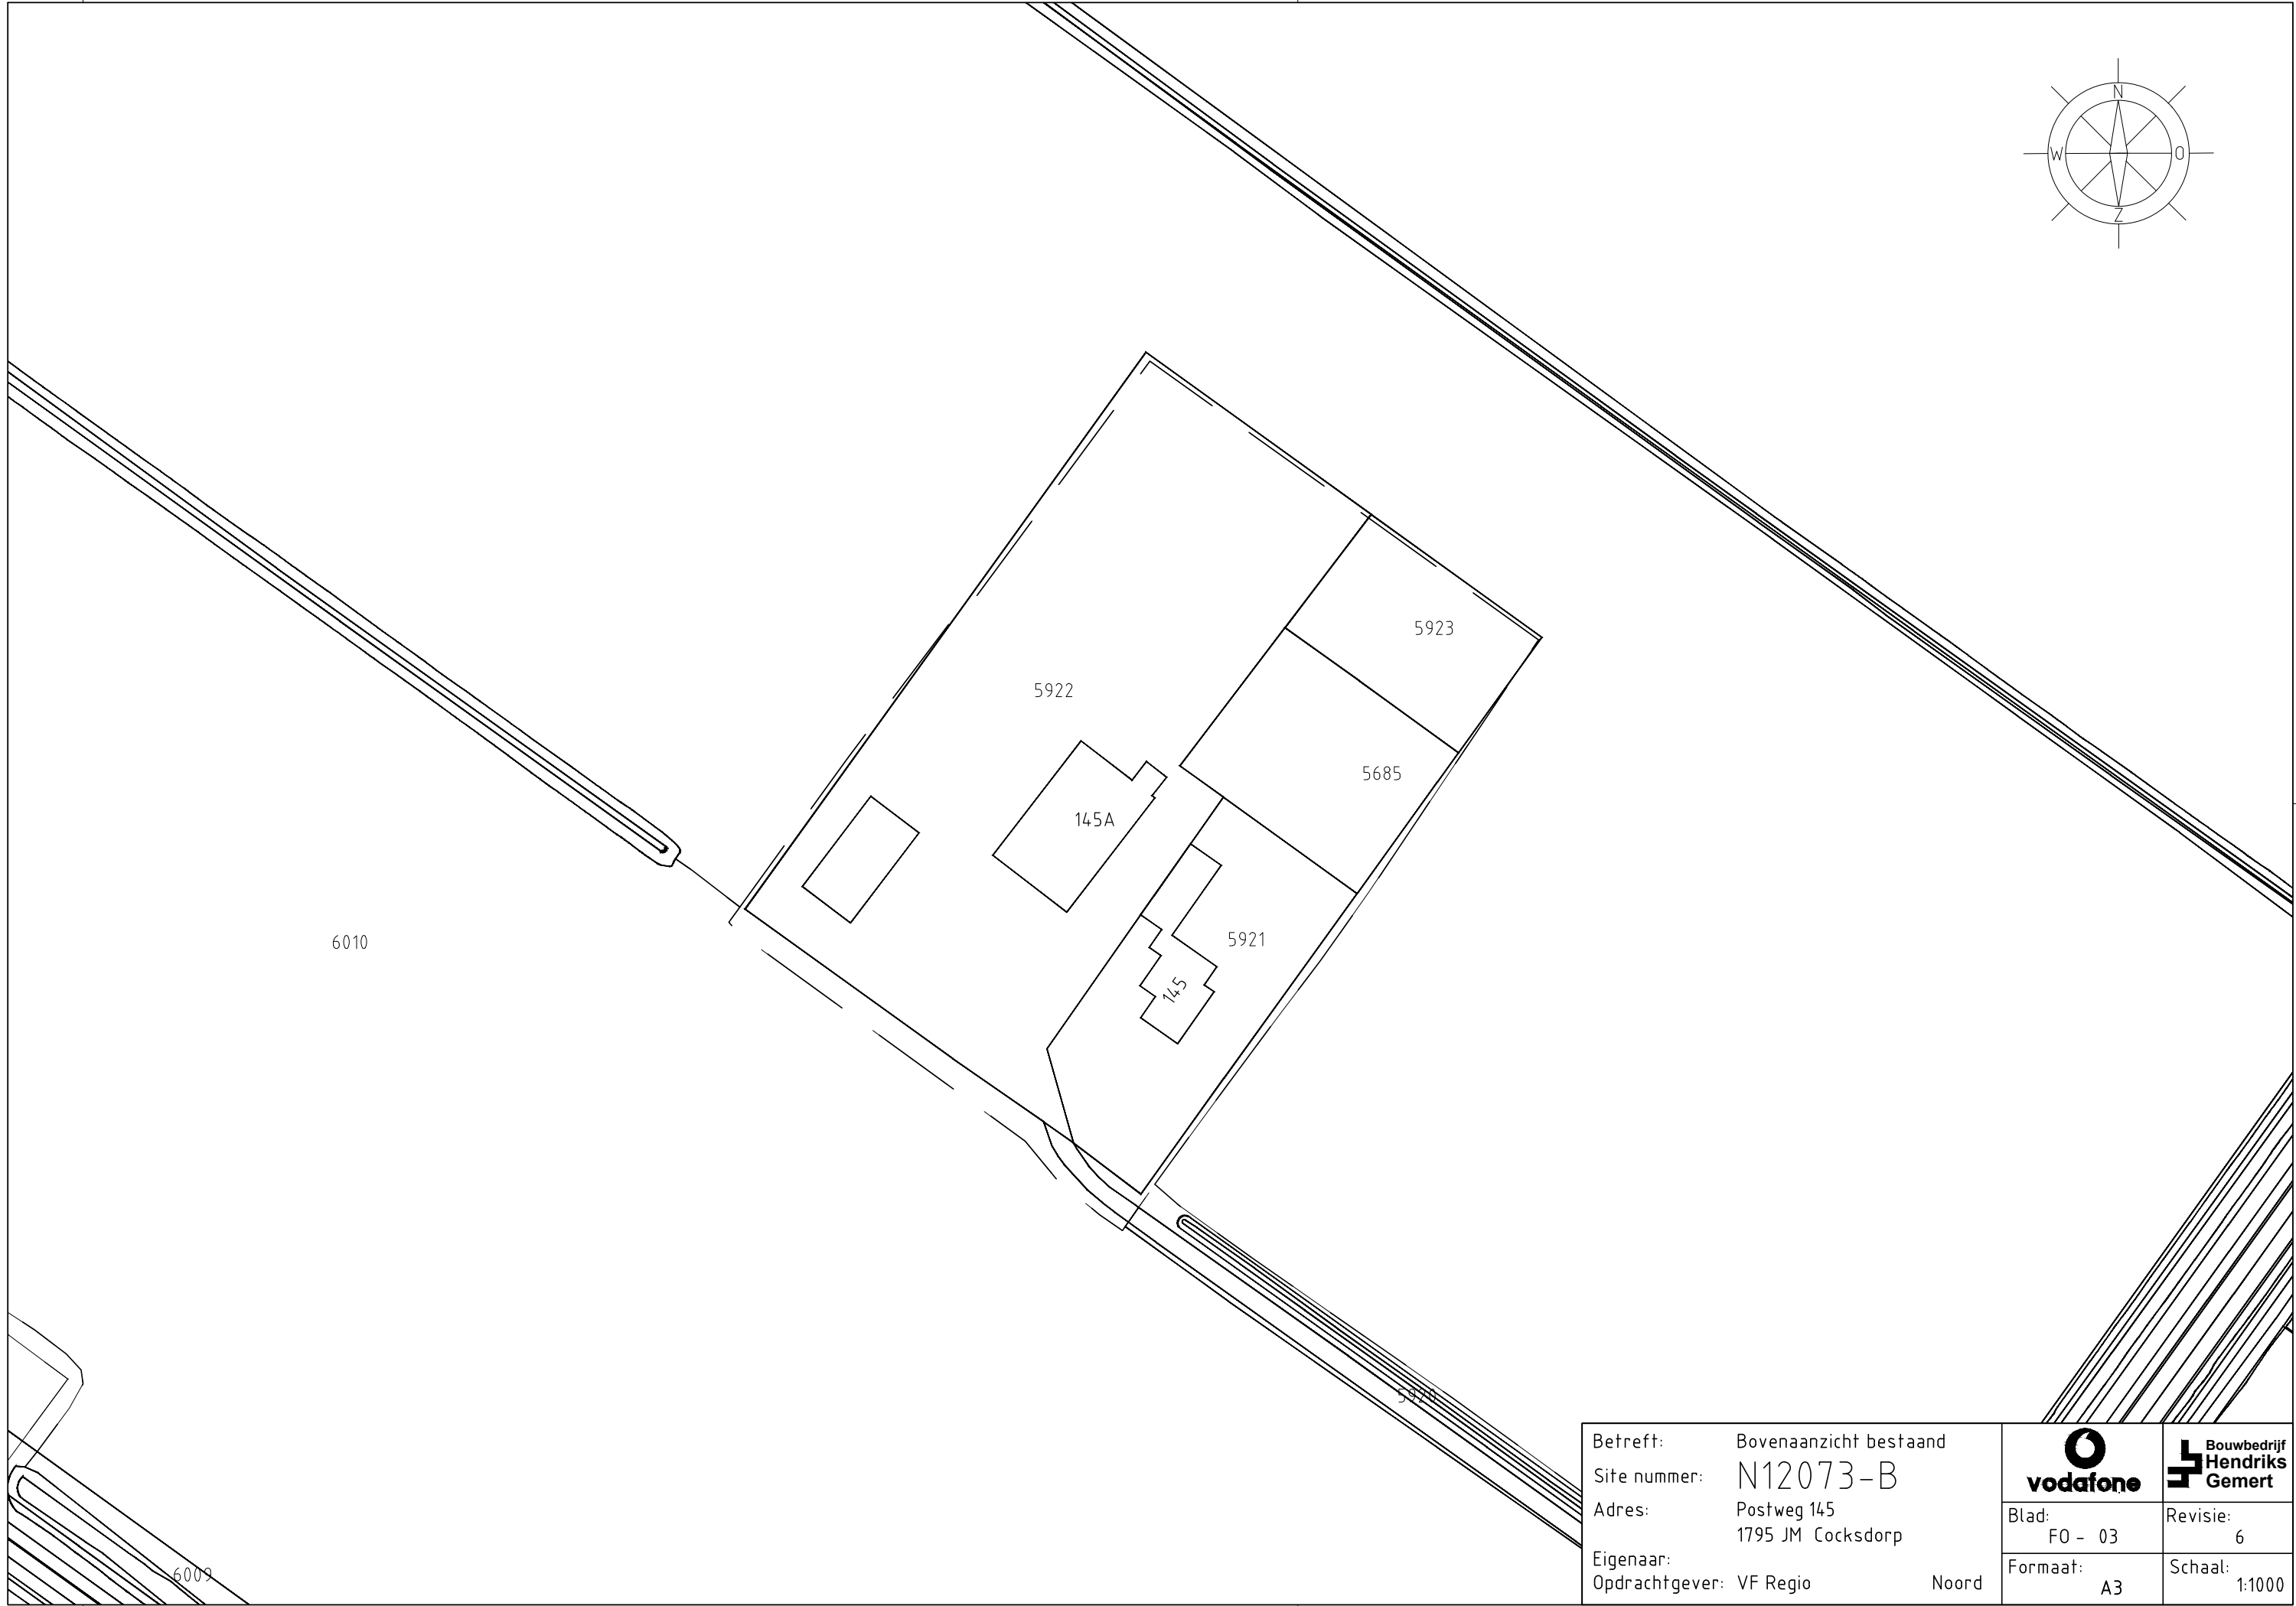 N
W
O
Z
5923
5922
5685
145A
5921
6010
145
5920
6009
Betreft: Bovenaanzicht bestaand
Site nummer: N12073-B
Adres: Postweg 145
1795 JM Cocksdorp
Eigenaar:
Opdrachtgever: VF Regio Noord
vodafone
Bouwbedrijf
Hendriks
Gemert
Blad:
FO - 03
Revisie:
6
Formaat:
A3
Schaal:
1:1000